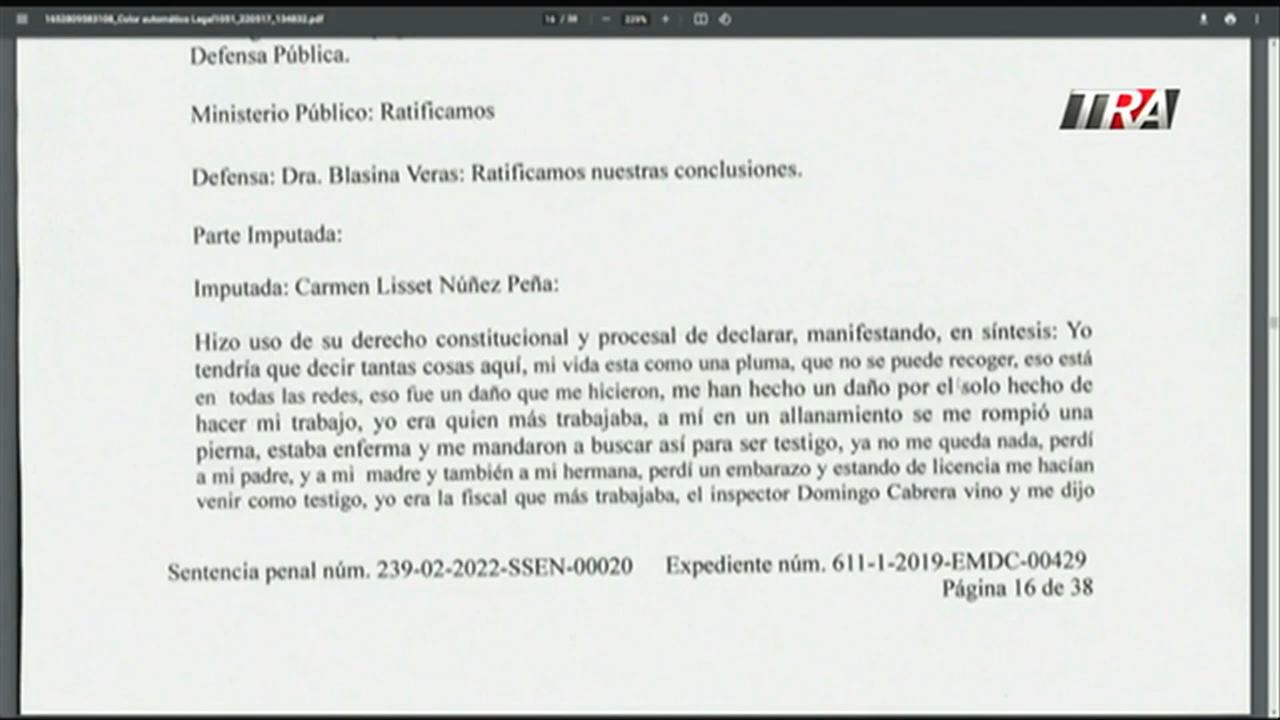 1652809583108_Color automático Legal1051_220517_134832.pdf
16 / 38
229%
TRA
Defensa Pública.
Ministerio Público: Ratificamos
Defensa: Dra. Blasina Veras: Ratificamos nuestras conclusiones.
Parte Imputada:
Imputada: Carmen Lisset Núñez Peña:
Hizo uso de su derecho constitucional y procesal de declarar, manifestando, en síntesis: Yo
tendría que decir tantas cosas aquí, mi vida esta como una pluma, que no se puede recoger, eso está
en todas las redes, eso fue un daño que me hicieron, me han hecho un daño por el solo hecho de
hacer mi trabajo, yo era quien más trabajaba, a mí en un allanamiento se me rompió una
pierna, estaba enferma y me mandaron a buscar así para ser testigo, ya no me queda nada, perdí
a mi padre, y a mi madre y también a mi hermana, perdí un embarazo y estando de licencia me hacían
venir como testigo, yo era la fiscal que más trabajaba, el inspector Domingo Cabrera vino y me dijo
Sentencia penal núm. 239-02-2022-SSEN-00020 Expediente núm. 611-1-2019-EMDC-00429
Página 16 de 38